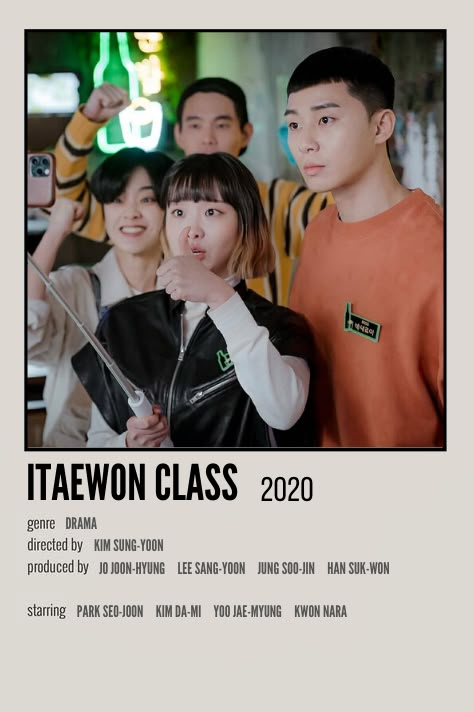 ITAEWON CLASS 2020
genre DRAMA
directed by KIM SUNG-YOON
produced by JO JOON-HYUNG LEE SANG-YOON JUNG SOO-JIN HAN SUK-WON
starring PARK SEO-JOON KIM DA-MI YOO JAE-MYUNG KWON NARA